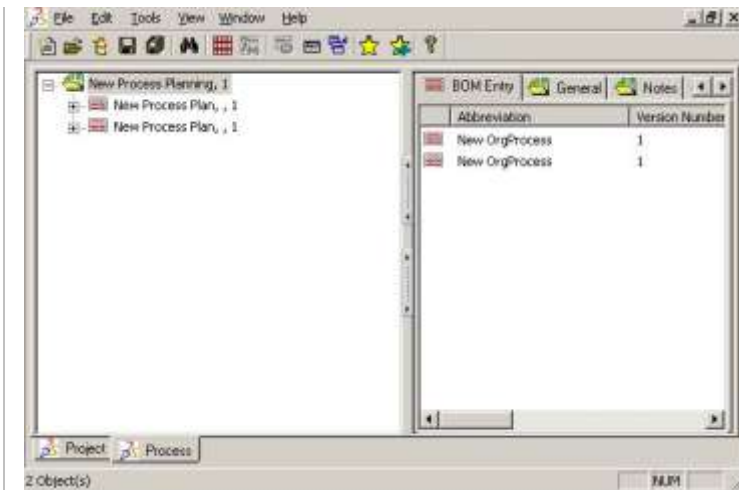 File Edit Tools View Window Help
New Process Planning, 1
New Process Plan, , 1
New Process Plan, , 1
BOM Entry General Notes
Abbreviation Version Number
New OrgProcess 1
New OrgProcess 1
Project Process
2 Object(s) NUM